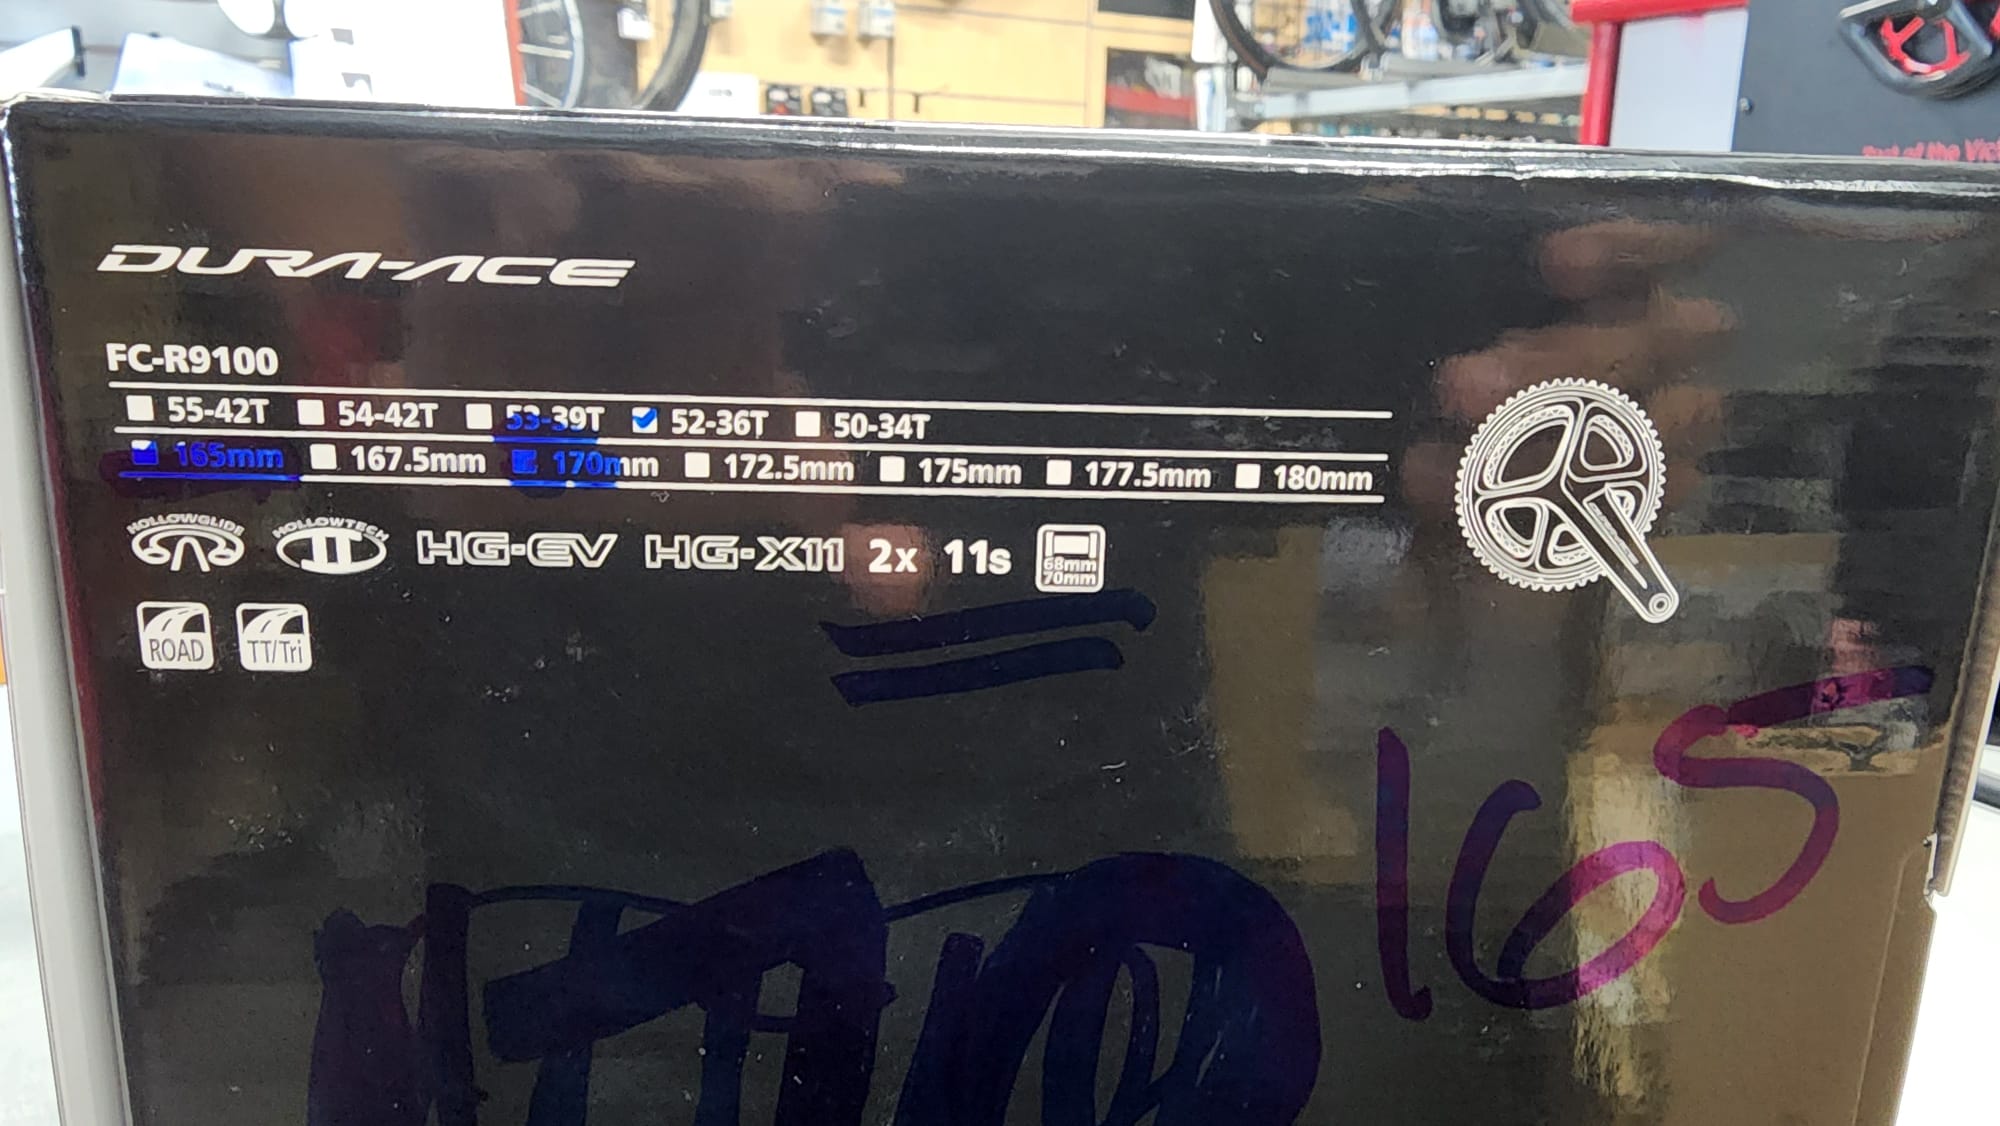 DURA-ACE
FC-R9100
55-42T 54-42T 53-39T 52-36T 50-34T
165mm 167.5mm 170mm 172.5mm 175mm 177.5mm 180mm
HOLLOWGLIDE HOLLOWTECH II HG-EV HG-X11 2x 11s 68mm 70mm
ROAD TT/Tri
165